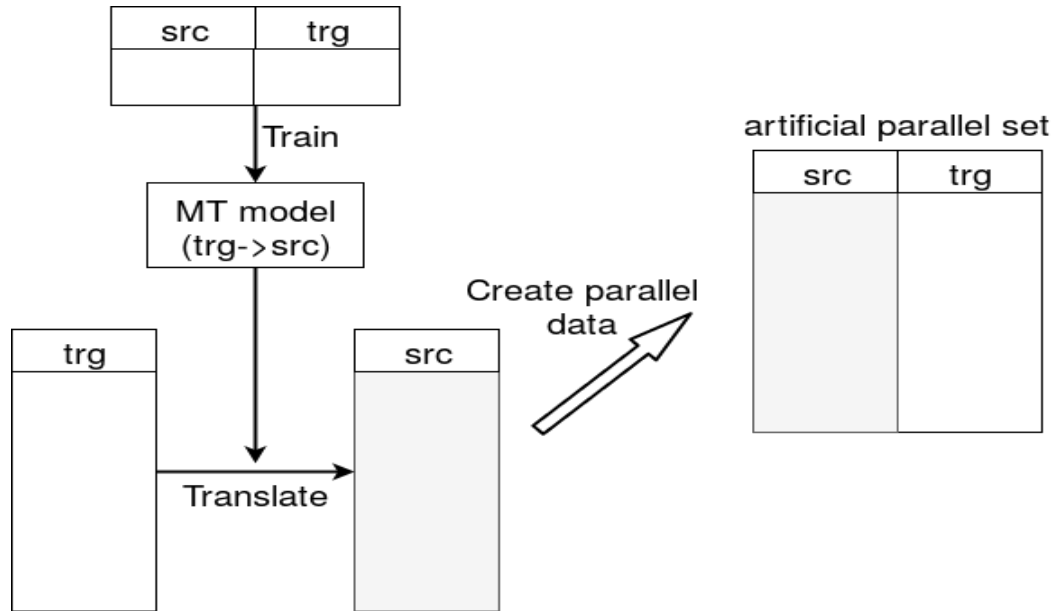 src trg
Train
MT model
(trg->src)
trg
src
Translate
Create parallel
data
artificial parallel set
src trg